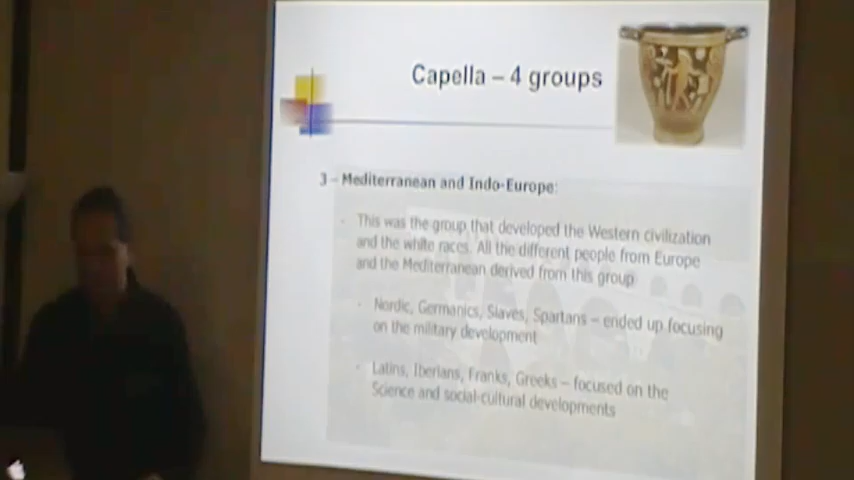 Capella – 4 groups
3 – Mediterranean and Indo-Europe:
- This was the group that developed the Western civilization
and the white races. All the different people from Europe
and the Mediterranean derived from this group
- Nordic, Germanics, Slaves, Spartans – ended up focusing
on the military development
- Latins, Iberians, Franks, Greeks – focused on the
Science and social-cultural developments